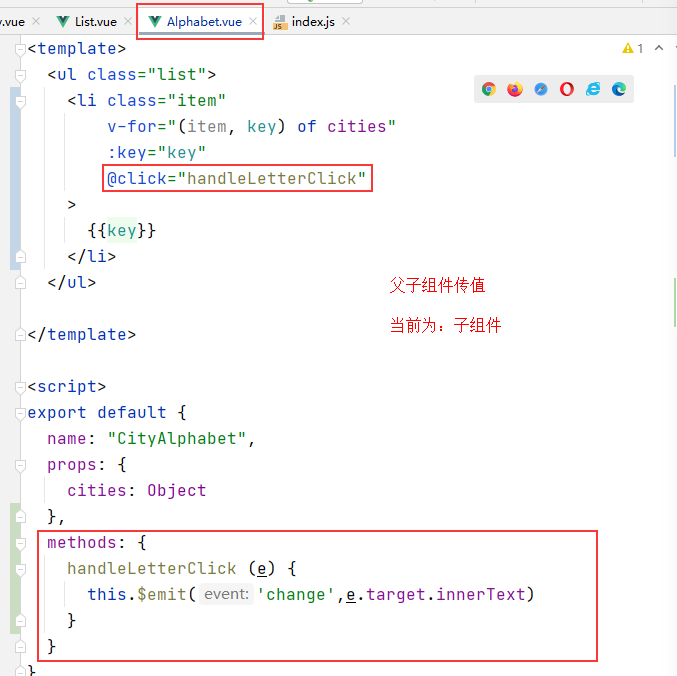 y.vue List.vue Alphabet.vue index.js
<template>
1
<ul class="list">
<li class="item"
v-for="(item, key) of cities"
:key="key"
@click="handleLetterClick"
>
{{key}}
</li>
</ul>
父子组件传值
当前为：子组件
</template>
<script>
export default {
name: "CityAlphabet",
props: {
cities: Object
},
methods: {
handleLetterClick (e) {
this.$emit( event: 'change',e.target.innerText)
}
}
}